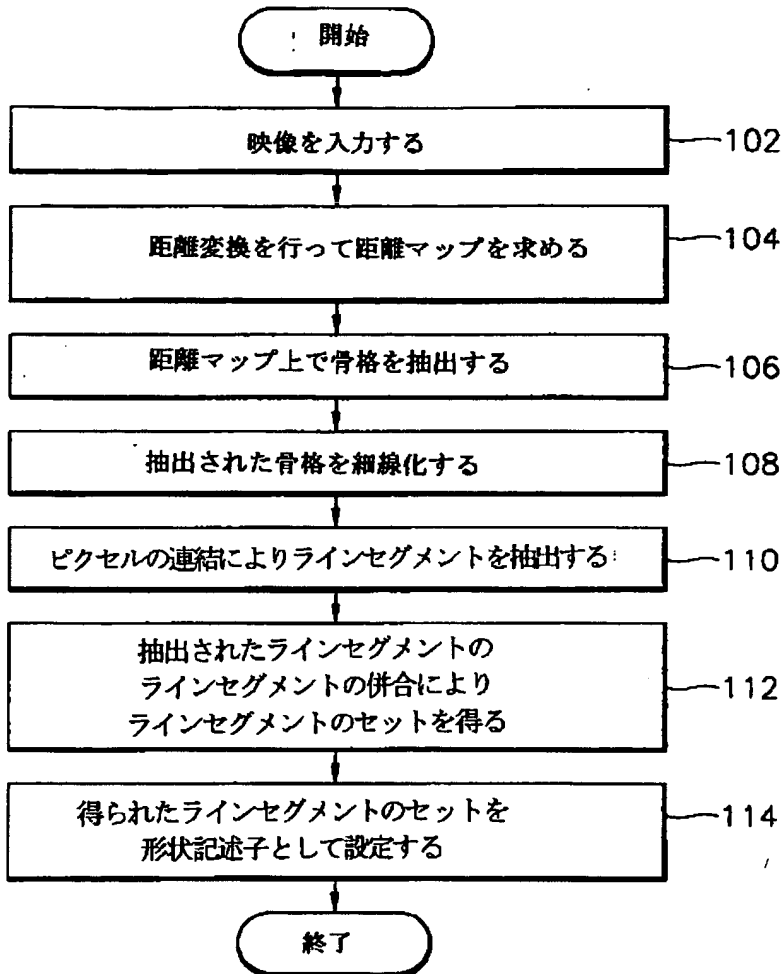 開始
映像を入力する
102
距離変換を行って距離マップを求める
104
距離マップ上で骨格を抽出する
106
抽出された骨格を細線化する
108
ピクセルの連結によりラインセグメントを抽出する
110
抽出されたラインセグメントの
ラインセグメントの併合により
ラインセグメントのセットを得る
112
得られたラインセグメントのセットを
形状記述子として設定する
114
終了